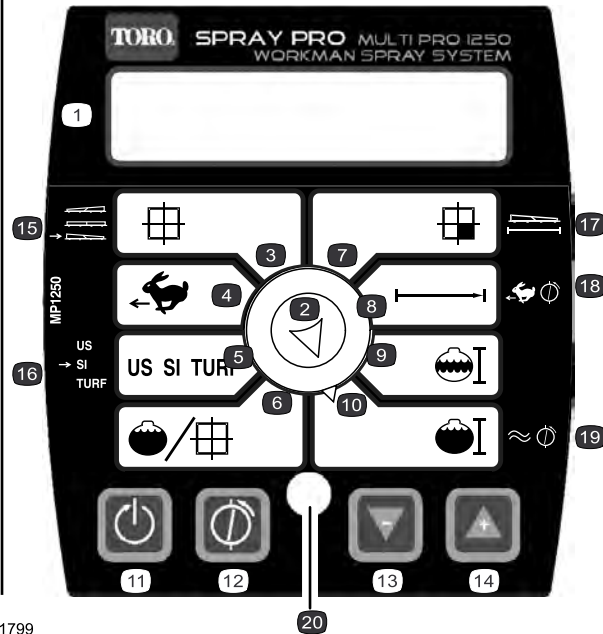 TORO. SPRAY PRO MULTI PRO 1250
WORKMAN SPRAY SYSTEM
1
15
3
7
17
MP1250
4
2
8
18
US
16 → SI
TURF
US SI TURF
5
9
6
10
19
11
12
13
14
20
1799